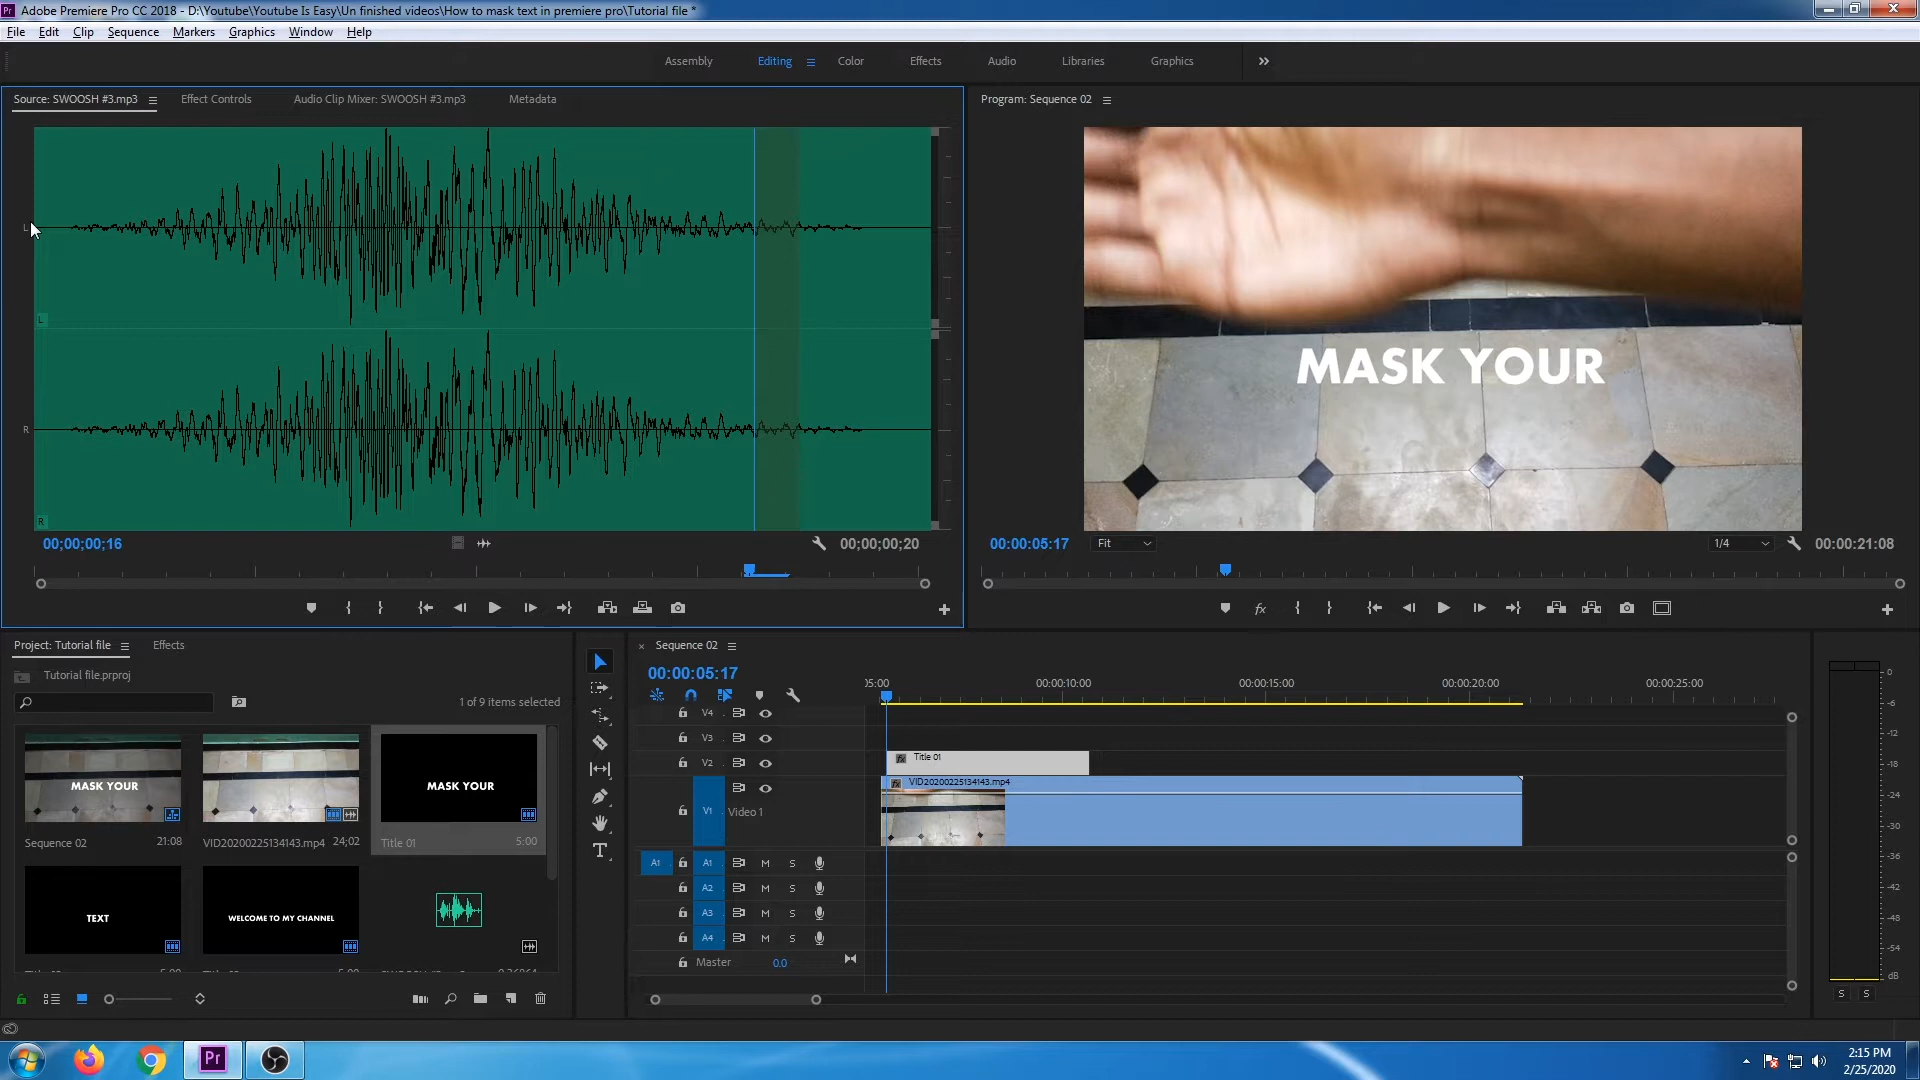 Pr Adobe Premiere Pro CC 2018 - D:\Youtube\Youtube Is Easy\Un finished videos\How to mask text in premiere pro\Tutorial file *
File Edit Clip Sequence Markers Graphics Window Help
Assembly Editing Color Effects Audio Libraries Graphics
Source: SWOOSH #3.mp3 Effect Controls Audio Clip Mixer: SWOOSH #3.mp3 Metadata
L
L
R
R
00;00;00;16 00;00;00;20
Program: Sequence 02
MASK YOUR
00:00:05:17 Fit 1/4 00:00:21:08
fx
Project: Tutorial file Effects
Tutorial file.prproj
1 of 9 items selected
MASK YOUR
MASK YOUR
Sequence 02 21:08 VID20200225134143.mp4 24;02 Title 01 5:00
TEXT
WELCOME TO MY CHANNEL
× Sequence 02
00:00:05:17
:05:00 00:00:10:00 00:00:15:00 00:00:20:00 00:00:25:00
V4
V3
V2 fx Title 01
fx VID20200225134143.mp4
V1 Video 1
A1 A1 M S
A2 M S
A3 M S
A4 M S
Master 0.0
0
-6
-12
-18
-24
-30
-36
-42
-48
-54
dB
S S
Pr
2:15 PM
2/25/2020